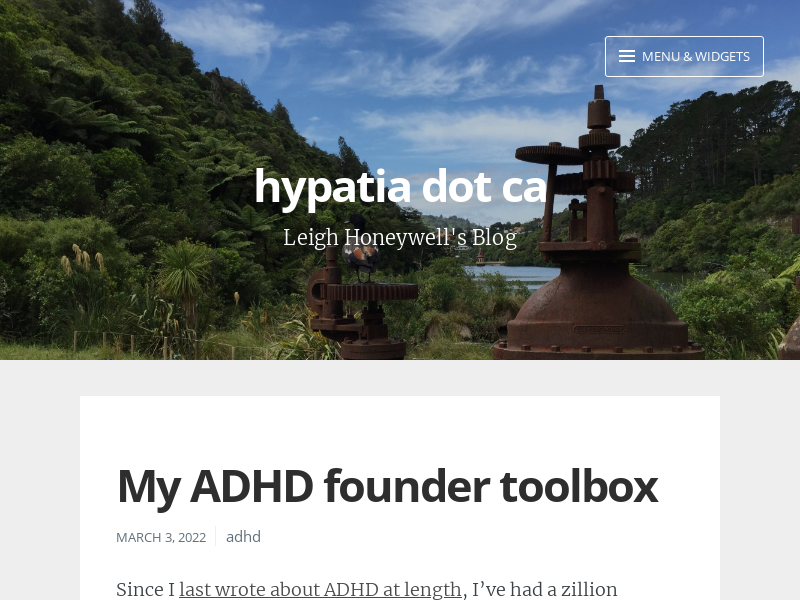 MENU & WIDGETS
hypatia dot ca
Leigh Honeywell's Blog
My ADHD founder toolbox
MARCH 3, 2022 adhd
Since I last wrote about ADHD at length, I’ve had a zillion